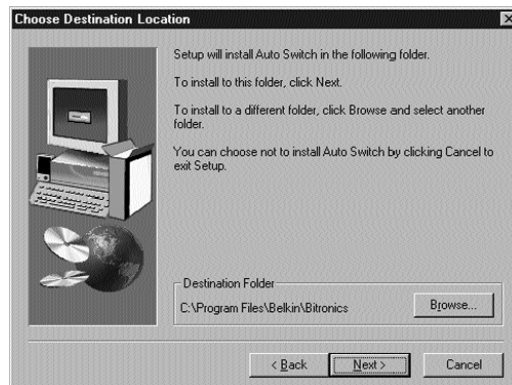 Choose Destination Location
Setup will install Auto Switch in the following folder.
To install to this folder, click Next.
To install to a different folder, click Browse and select another
folder.
You can choose not to install Auto Switch by clicking Cancel to
exit Setup.
Destination Folder
C:\Program Files\Belkin\Bitronics
Browse...
< Back
Next >
Cancel